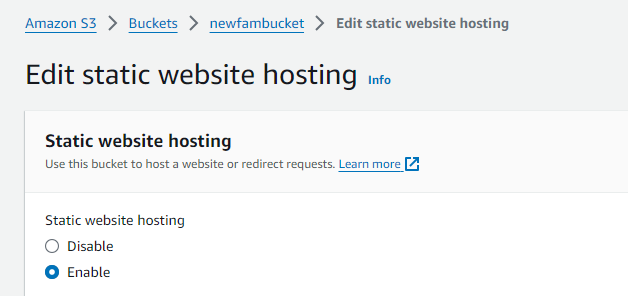 Amazon S3 > Buckets > newfambucket > Edit static website hosting
Edit static website hosting Info
Static website hosting
Use this bucket to host a website or redirect requests. Learn more
Static website hosting
Disable
Enable